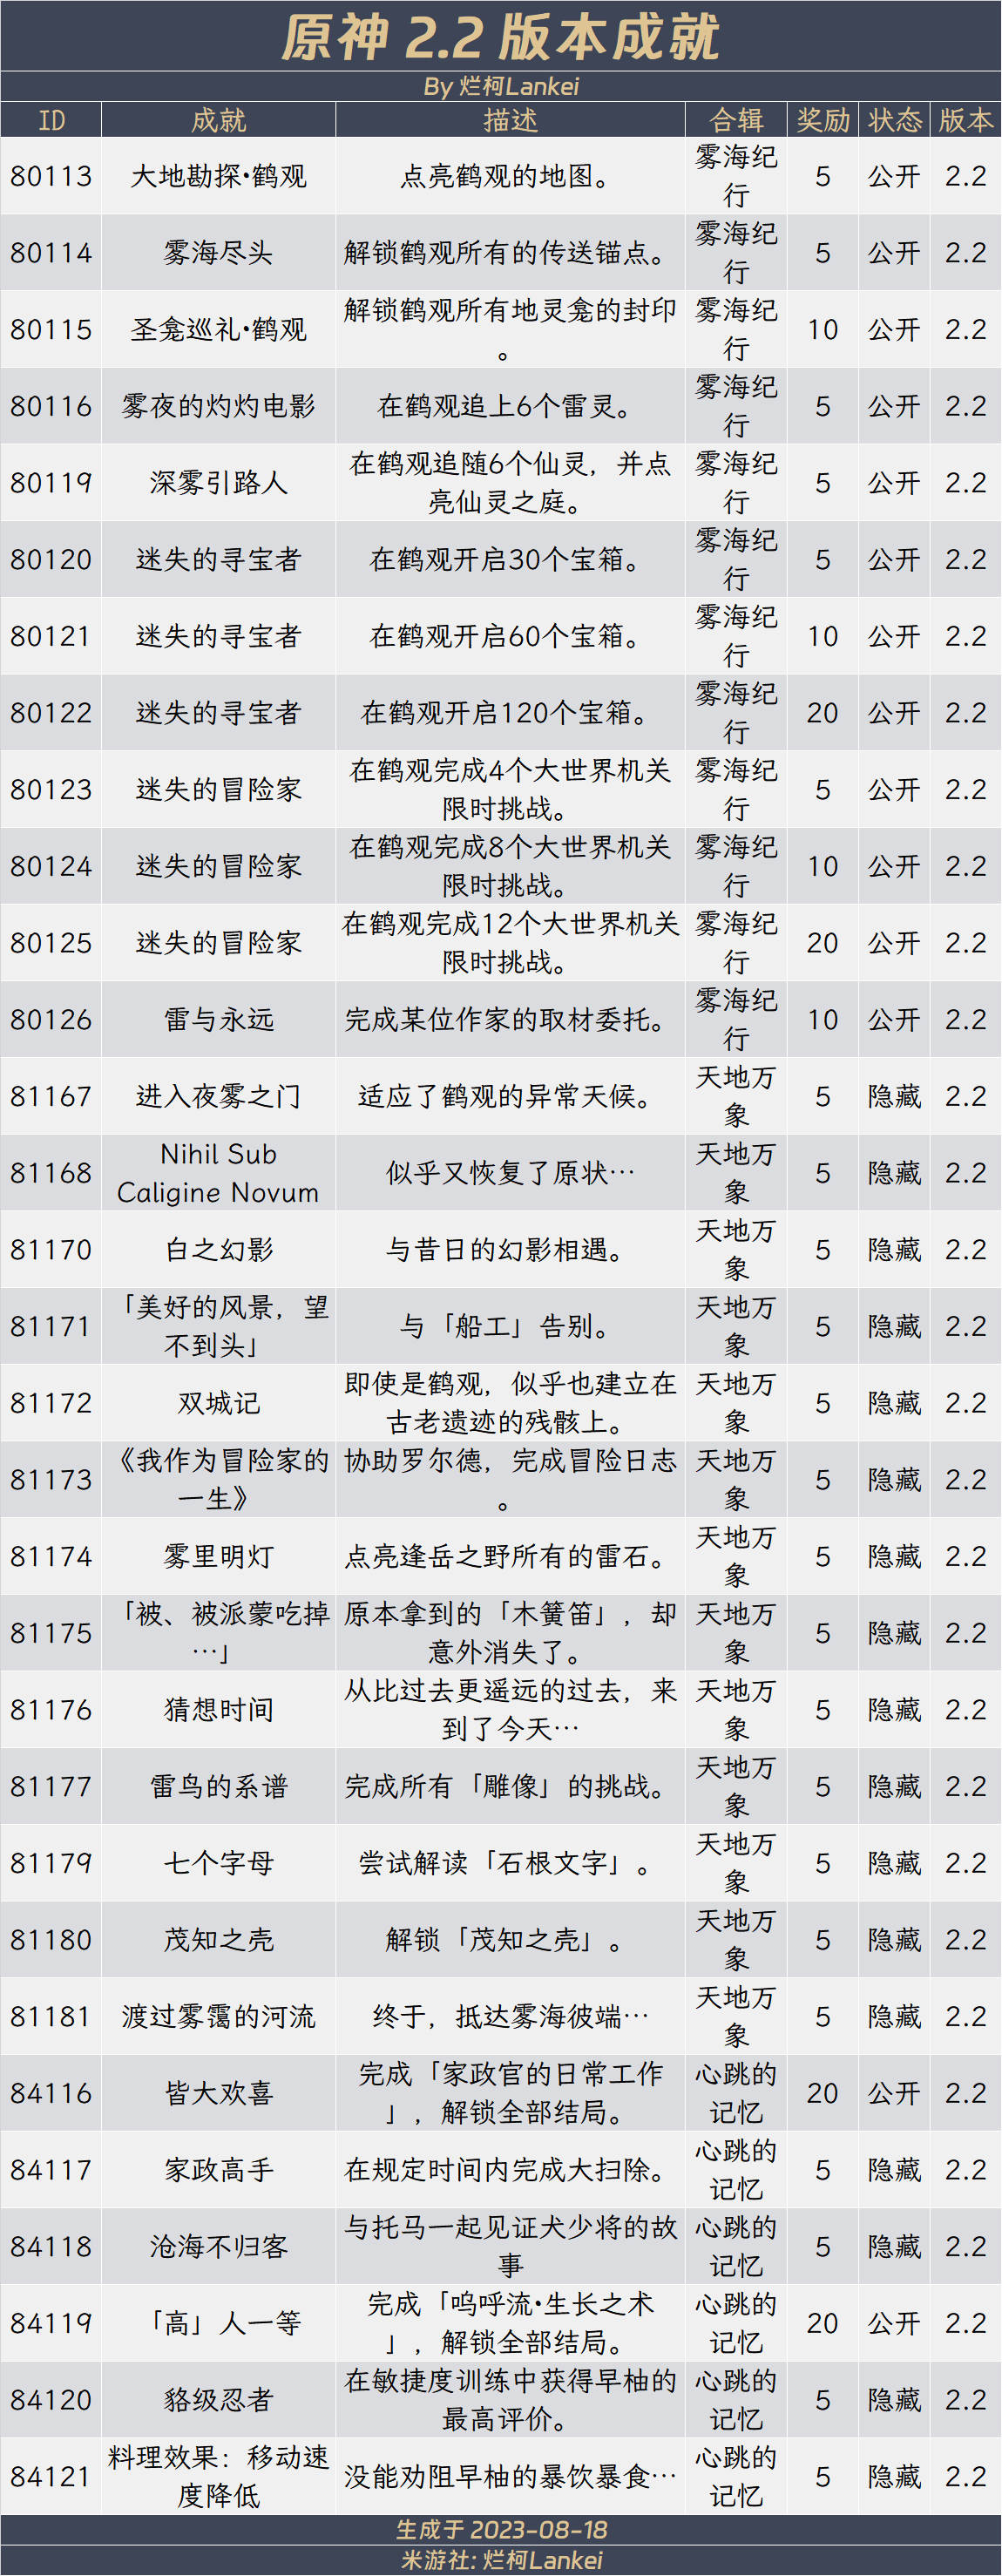 原神 2.2 版本成就
By 烂柯Lankei
ID 成就 描述 合辑 奖励 状态 版本
80113 大地勘探•鹤观 点亮鹤观的地图。 雾海纪行 5 公开 2.2
80114 雾海尽头 解锁鹤观所有的传送锚点。 雾海纪行 5 公开 2.2
80115 圣龛巡礼•鹤观 解锁鹤观所有地灵龛的封印。 雾海纪行 10 公开 2.2
80116 雾夜的灼灼电影 在鹤观追上6个雷灵。 雾海纪行 5 公开 2.2
80119 深雾引路人 在鹤观追随6个仙灵，并点亮仙灵之庭。 雾海纪行 5 公开 2.2
80120 迷失的寻宝者 在鹤观开启30个宝箱。 雾海纪行 5 公开 2.2
80121 迷失的寻宝者 在鹤观开启60个宝箱。 雾海纪行 10 公开 2.2
80122 迷失的寻宝者 在鹤观开启120个宝箱。 雾海纪行 20 公开 2.2
80123 迷失的冒险家 在鹤观完成4个大世界机关限时挑战。 雾海纪行 5 公开 2.2
80124 迷失的冒险家 在鹤观完成8个大世界机关限时挑战。 雾海纪行 10 公开 2.2
80125 迷失的冒险家 在鹤观完成12个大世界机关限时挑战。 雾海纪行 20 公开 2.2
80126 雷与永远 完成某位作家的取材委托。 雾海纪行 10 公开 2.2
81167 进入夜雾之门 适应了鹤观的异常天候。 天地万象 5 隐藏 2.2
81168 Nihil Sub Caligine Novum 似乎又恢复了原状… 天地万象 5 隐藏 2.2
81170 白之幻影 与昔日的幻影相遇。 天地万象 5 隐藏 2.2
81171 「美好的风景，望不到头」 与「船工」告别。 天地万象 5 隐藏 2.2
81172 双城记 即使是鹤观，似乎也建立在古老遗迹的残骸上。 天地万象 5 隐藏 2.2
81173 《我作为冒险家的一生》 协助罗尔德，完成冒险日志。 天地万象 5 隐藏 2.2
81174 雾里明灯 点亮逢岳之野所有的雷石。 天地万象 5 隐藏 2.2
81175 「被、被派蒙吃掉…」 原本拿到的「木簧笛」，却意外消失了。 天地万象 5 隐藏 2.2
81176 猜想时间 从比过去更遥远的过去，来到了今天… 天地万象 5 隐藏 2.2
81177 雷鸟的系谱 完成所有「雕像」的挑战。 天地万象 5 隐藏 2.2
81179 七个字母 尝试解读「石根文字」。 天地万象 5 隐藏 2.2
81180 茂知之壳 解锁「茂知之壳」。 天地万象 5 隐藏 2.2
81181 渡过雾霭的河流 终于，抵达雾海彼端… 天地万象 5 隐藏 2.2
84116 皆大欢喜 完成「家政官的日常工作」，解锁全部结局。 心跳的记忆 20 公开 2.2
84117 家政高手 在规定时间内完成大扫除。 心跳的记忆 5 隐藏 2.2
84118 沧海不归客 与托马一起见证犬少将的故事 心跳的记忆 5 隐藏 2.2
84119 「高」人一等 完成「呜呼流•生长之术」，解锁全部结局。 心跳的记忆 20 公开 2.2
84120 貉级忍者 在敏捷度训练中获得早柚的最高评价。 心跳的记忆 5 隐藏 2.2
84121 料理效果：移动速度降低 没能劝阻早柚的暴饮暴食… 心跳的记忆 5 隐藏 2.2
生成于 2023-08-18
米游社: 烂柯Lankei